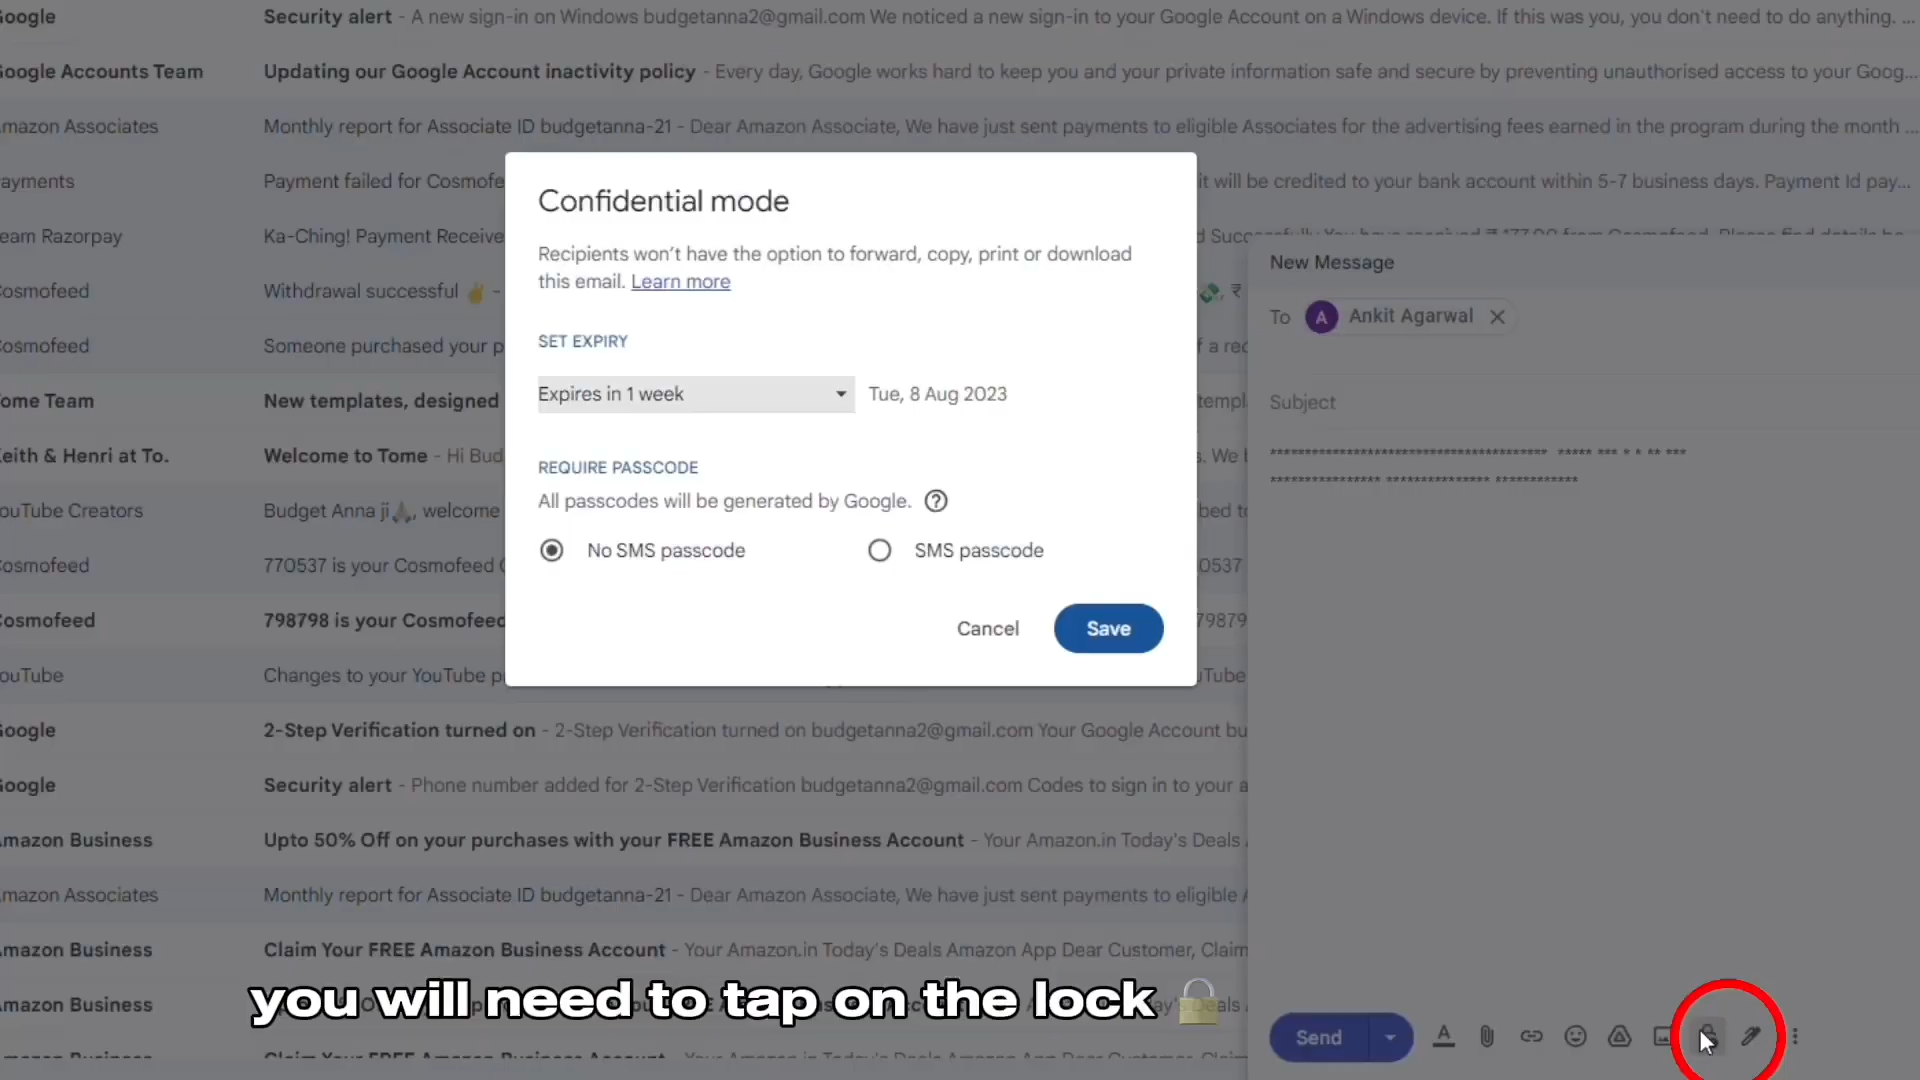 Google Security alert - A new sign-in on Windows budgetanna2@gmail.com We noticed a new sign-in to your Google Account on a Windows device. If this was you, you don't need to do anything. ...
Google Accounts Team Updating our Google Account inactivity policy - Every day, Google works hard to keep you and your private information safe and secure by preventing unauthorised access to your Goog...
mazon Associates Monthly report for Associate ID budgetanna-21 - Dear Amazon Associate, We have just sent payments to eligible Associates for the advertising fees earned in the program during the month ...
ayments Payment failed for Cosmofe it will be credited to your bank account within 5-7 business days. Payment Id pay...
eam Razorpay Ka-Ching! Payment Receive
Cosmofeed Withdrawal successful ✌ - 💸 ₹
Cosmofeed Someone purchased your p f a rec
ome Team New templates, designed templ
Keith & Henri at To. Welcome to Tome - Hi Bud s. We b
ouTube Creators Budget Anna ji🙏🏽, welcome bed to
Cosmofeed 770537 is your Cosmofeed 0537
Cosmofeed 798798 is your Cosmofeed 79879
ouTube Changes to your YouTube p uTube
Google 2-Step Verification turned on - 2-Step Verification turned on budgetanna2@gmail.com Your Google Account bu
Google Security alert - Phone number added for 2-Step Verification budgetanna2@gmail.com Codes to sign in to your a
Amazon Business Upto 50% Off on your purchases with your FREE Amazon Business Account - Your Amazon.in Today's Deals
mazon Associates Monthly report for Associate ID budgetanna-21 - Dear Amazon Associate, We have just sent payments to eligible
Amazon Business Claim Your FREE Amazon Business Account - Your Amazon.in Today's Deals Amazon App Dear Customer, Claim
Amazon Business
Confidential mode
Recipients won't have the option to forward, copy, print or download
this email. Learn more
SET EXPIRY
Expires in 1 week Tue, 8 Aug 2023
REQUIRE PASSCODE
All passcodes will be generated by Google. ?
No SMS passcode SMS passcode
Cancel Save
New Message
To A Ankit Agarwal
Subject
**************************************** ***** *** * * ** ***
**************** *************** ************
Send
you will need to tap on the lock 🔒